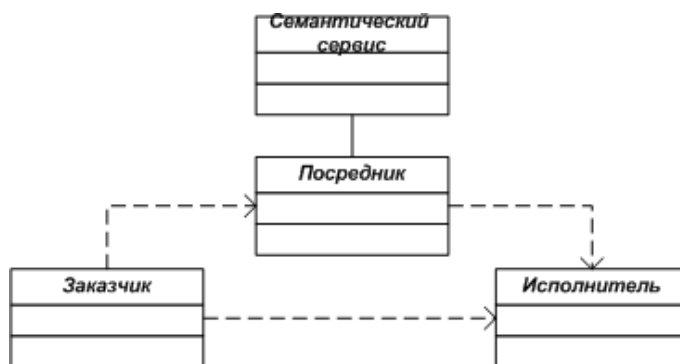 Семантический
сервис
Посредник
Заказчик
Исполнитель